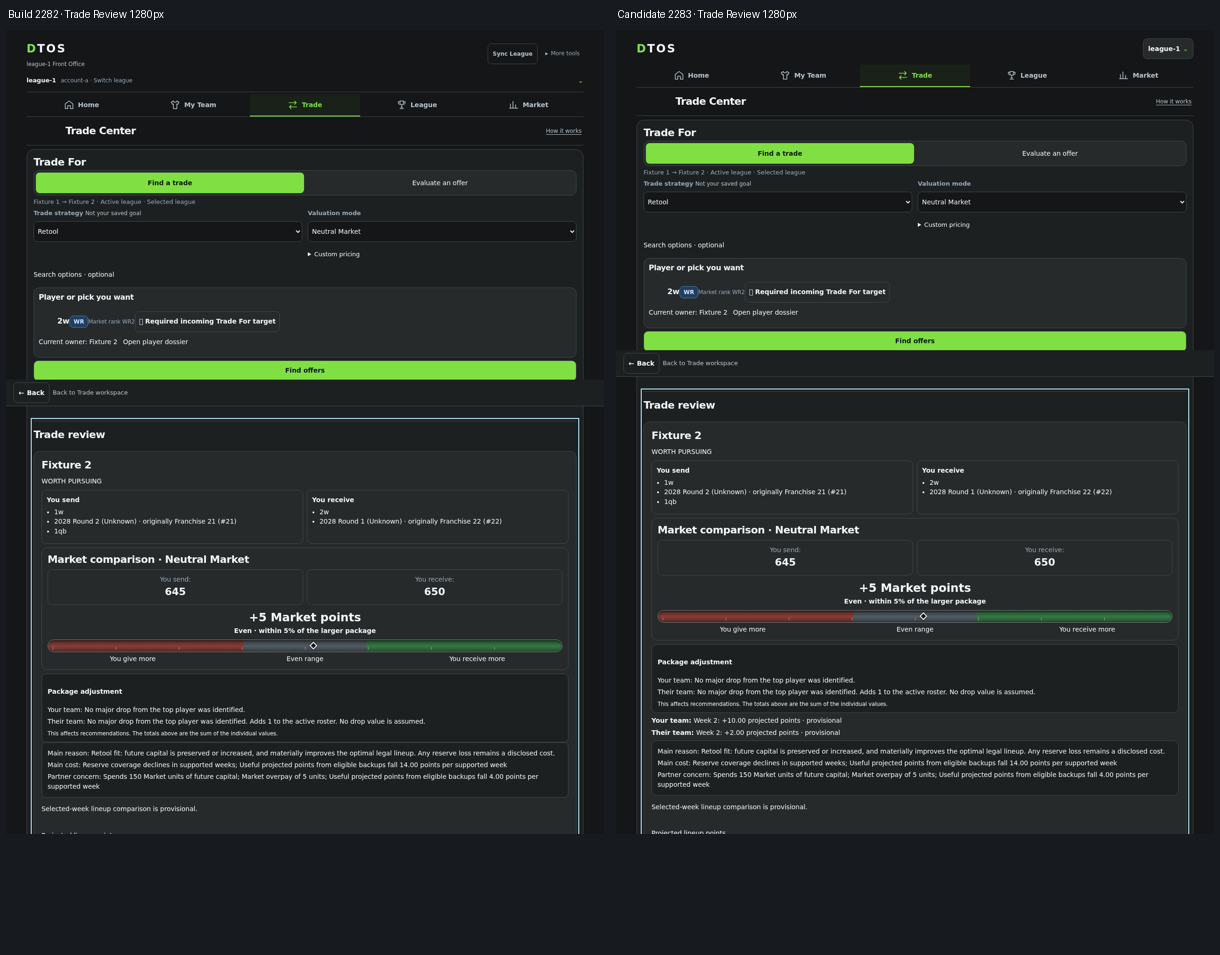 Build 2282 · Trade Review 1280px
DTOS
league-1 Front Office
Sync League
▸ More tools
league-1 account-a · Switch league
Home
My Team
Trade
League
Market
Trade Center
How it works
Trade For
Find a trade
Evaluate an offer
Fixture 1 → Fixture 2 · Active league · Selected league
Trade strategy Not your saved goal
Valuation mode
Retool
Neutral Market
▸ Custom pricing
Search options · optional
Player or pick you want
2w WR Market rank WR2 Required incoming Trade For target
Current owner: Fixture 2 Open player dossier
Find offers
← Back Back to Trade workspace
Trade review
Fixture 2
WORTH PURSUING
You send
• 1w
• 2028 Round 2 (Unknown) · originally Franchise 21 (#21)
• 1qb
You receive
• 2w
• 2028 Round 1 (Unknown) · originally Franchise 22 (#22)
Market comparison · Neutral Market
You send:
645
You receive:
650
+5 Market points
Even · within 5% of the larger package
You give more
Even range
You receive more
Package adjustment
Your team: No major drop from the top player was identified.
Their team: No major drop from the top player was identified. Adds 1 to the active roster. No drop value is assumed.
This affects recommendations. The totals above are the sum of the individual values.
Main reason: Retool fit: future capital is preserved or increased, and materially improves the optimal legal lineup. Any reserve loss remains a disclosed cost.
Main cost: Reserve coverage declines in supported weeks; Useful projected points from eligible backups fall 14.00 points per supported week
Partner concern: Spends 150 Market units of future capital; Market overpay of 5 units; Useful projected points from eligible backups fall 4.00 points per
supported week
Selected-week lineup comparison is provisional.
Candidate 2283 · Trade Review 1280px
DTOS
league-1
Home
My Team
Trade
League
Market
Trade Center
How it works
Trade For
Find a trade
Evaluate an offer
Fixture 1 → Fixture 2 · Active league · Selected league
Trade strategy Not your saved goal
Valuation mode
Retool
Neutral Market
▸ Custom pricing
Search options · optional
Player or pick you want
2w WR Market rank WR2 Required incoming Trade For target
Current owner: Fixture 2 Open player dossier
Find offers
← Back Back to Trade workspace
Trade review
Fixture 2
WORTH PURSUING
You send
• 1w
• 2028 Round 2 (Unknown) · originally Franchise 21 (#21)
• 1qb
You receive
• 2w
• 2028 Round 1 (Unknown) · originally Franchise 22 (#22)
Market comparison · Neutral Market
You send:
645
You receive:
650
+5 Market points
Even · within 5% of the larger package
You give more
Even range
You receive more
Package adjustment
Your team: No major drop from the top player was identified.
Their team: No major drop from the top player was identified. Adds 1 to the active roster. No drop value is assumed.
This affects recommendations. The totals above are the sum of the individual values.
Your team: Week 2: +10.00 projected points · provisional
Their team: Week 2: +2.00 projected points · provisional
Main reason: Retool fit: future capital is preserved or increased, and materially improves the optimal legal lineup. Any reserve loss remains a disclosed cost.
Main cost: Reserve coverage declines in supported weeks; Useful projected points from eligible backups fall 14.00 points per supported week
Partner concern: Spends 150 Market units of future capital; Market overpay of 5 units; Useful projected points from eligible backups fall 4.00 points per
supported week
Selected-week lineup comparison is provisional.
Projected lineup points